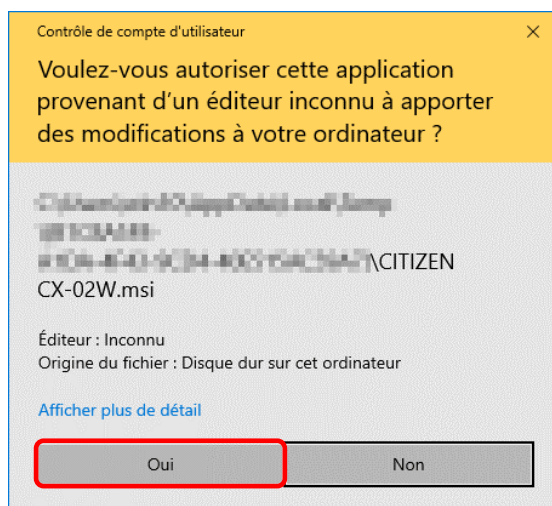 Contrôle de compte d'utilisateur
Voulez-vous autoriser cette application
provenant d'un éditeur inconnu à apporter
des modifications à votre ordinateur ?
\CITIZEN
CX-02W.msi
Éditeur : Inconnu
Origine du fichier : Disque dur sur cet ordinateur
Afficher plus de détail
Oui
Non